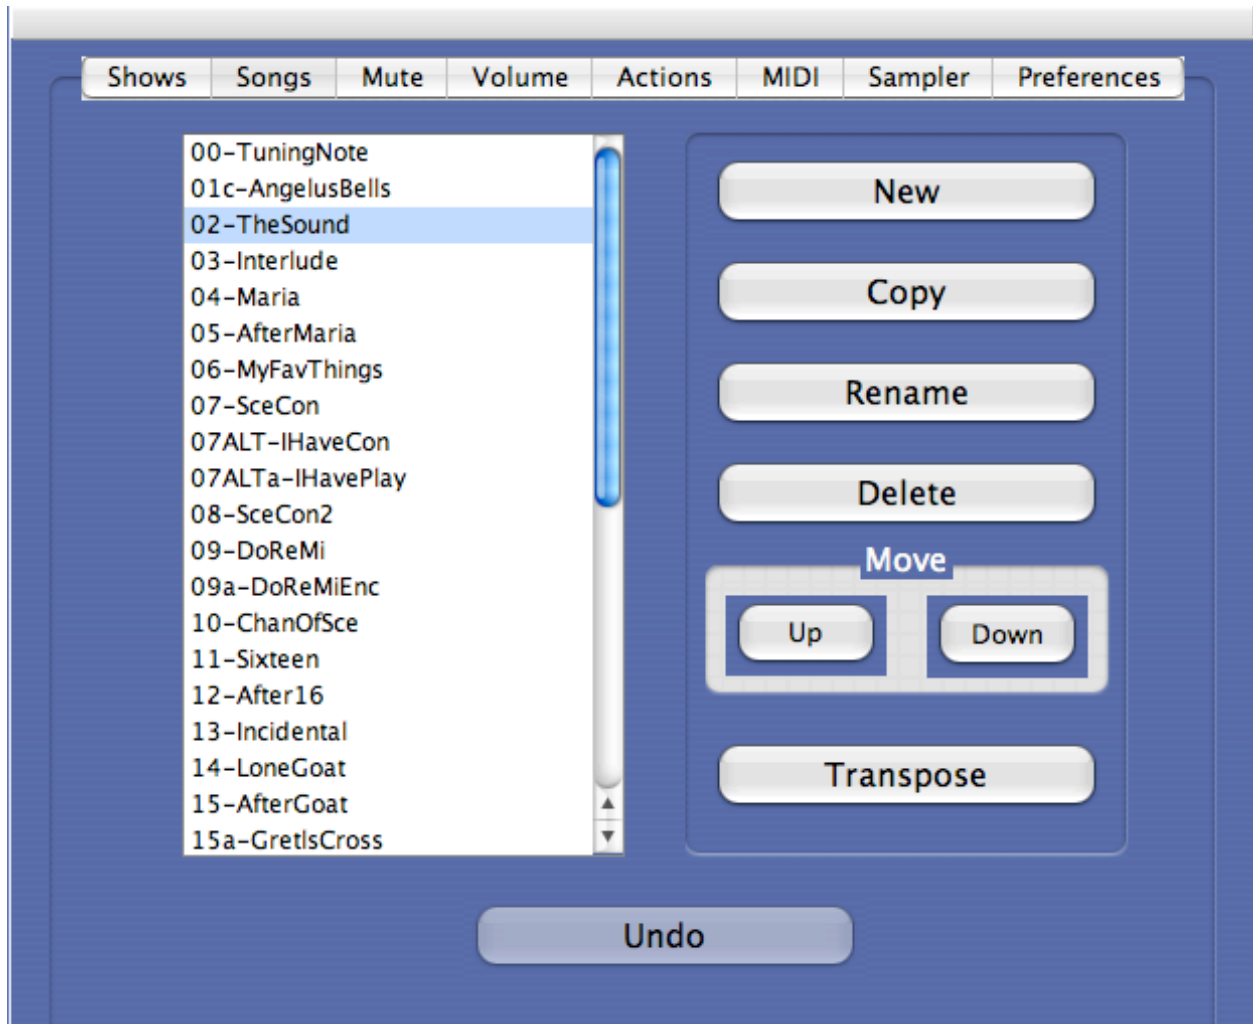 Shows Songs Mute Volume Actions MIDI Sampler Preferences
00-TuningNote
01c-AngelusBells
02-TheSound
03-Interlude
04-Maria
05-AfterMaria
06-MyFavThings
07-SceCon
07ALT-IHaveCon
07ALTa-IHavePlay
08-SceCon2
09-DoReMi
09a-DoReMiEnc
10-ChanOfSce
11-Sixteen
12-After16
13-Incidental
14-LoneGoat
15-AfterGoat
15a-GretlsCross
New
Copy
Rename
Delete
Move
Up Down
Transpose
Undo